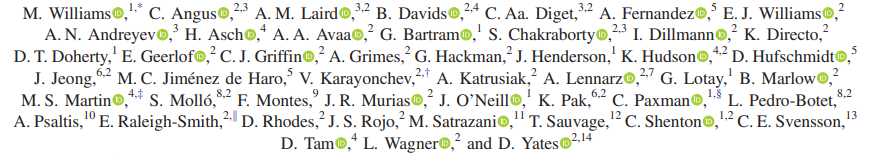 M. Williams,1,* C. Angus,2,3 A. M. Laird,3,2 B. Davids,2,4 C. Aa. Diget,3,2 A. Fernandez,5 E. J. Williams,2
A. N. Andreyev,3 H. Asch,4 A. A. Avaa,2 G. Bartram,1 S. Chakraborty,2,3 I. Dillmann,2 K. Directo,2
D. T. Doherty,1 E. Geerlof,2 C. J. Griffin,2 A. Grimes,2 G. Hackman,2 J. Henderson,1 K. Hudson,4,2 D. Hufschmidt,5
J. Jeong,6,2 M. C. Jiménez de Haro,5 V. Karayonchev,2,† A. Katrusiak,2 A. Lennarz,2,7 G. Lotay,1 B. Marlow,2
M. S. Martin,4,‡ S. Molló,8,2 F. Montes,9 J. R. Murias,2 J. O’Neill,1 K. Pak,6,2 C. Paxman,1,§ L. Pedro-Botet,8,2
A. Psaltis,10 E. Raleigh-Smith,2,∥ D. Rhodes,2 J. S. Rojo,2 M. Satrazani,11 T. Sauvage,12 C. Shenton,1,2 C. E. Svensson,13
D. Tam,4 L. Wagner,2 and D. Yates2,14